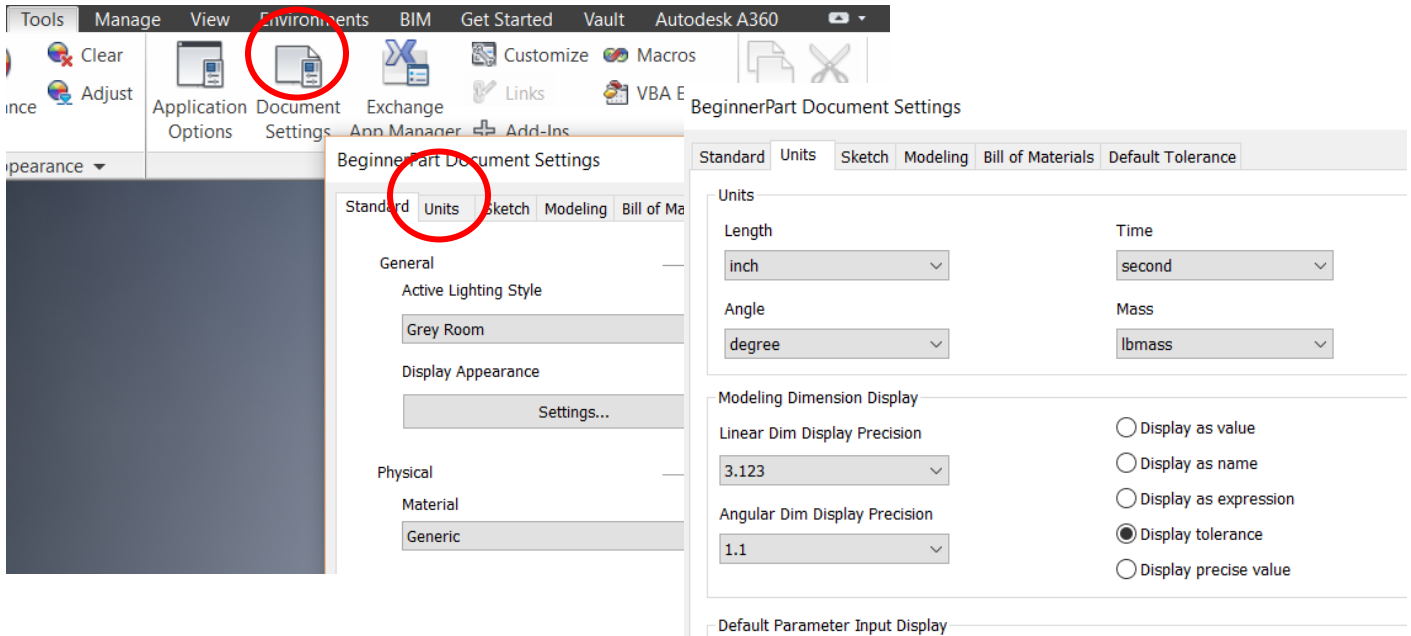 Tools Manage View Environments BIM Get Started Vault Autodesk A360
Clear Customize Macros
Adjust Links VBA E
Application Document Exchange
Options Settings App Manager Add-Ins
ppearance
BeginnerPart Document Settings
Standard Units Sketch Modeling Bill of Ma
General
Active Lighting Style
Grey Room
Display Appearance
Settings...
Physical
Material
Generic
BeginnerPart Document Settings
Standard Units Sketch Modeling Bill of Materials Default Tolerance
Units
Length Time
inch second
Angle Mass
degree lbmass
Modeling Dimension Display
Linear Dim Display Precision
3.123
Angular Dim Display Precision
1.1
Display as value
Display as name
Display as expression
Display tolerance
Display precise value
Default Parameter Input Display